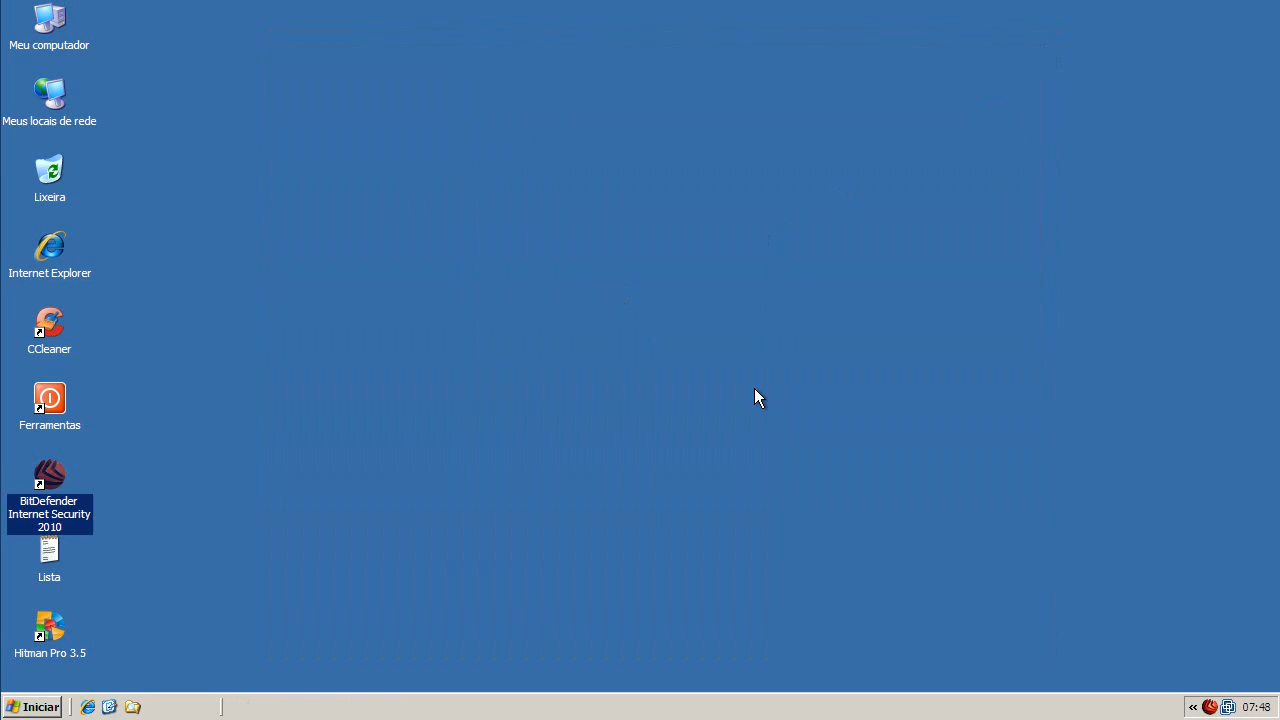 Meu computador
Meus locais de rede
Lixeira
Internet Explorer
CCleaner
Ferramentas
BitDefender
Internet Security
2010
Lista
Hitman Pro 3.5
Iniciar
«
07:48